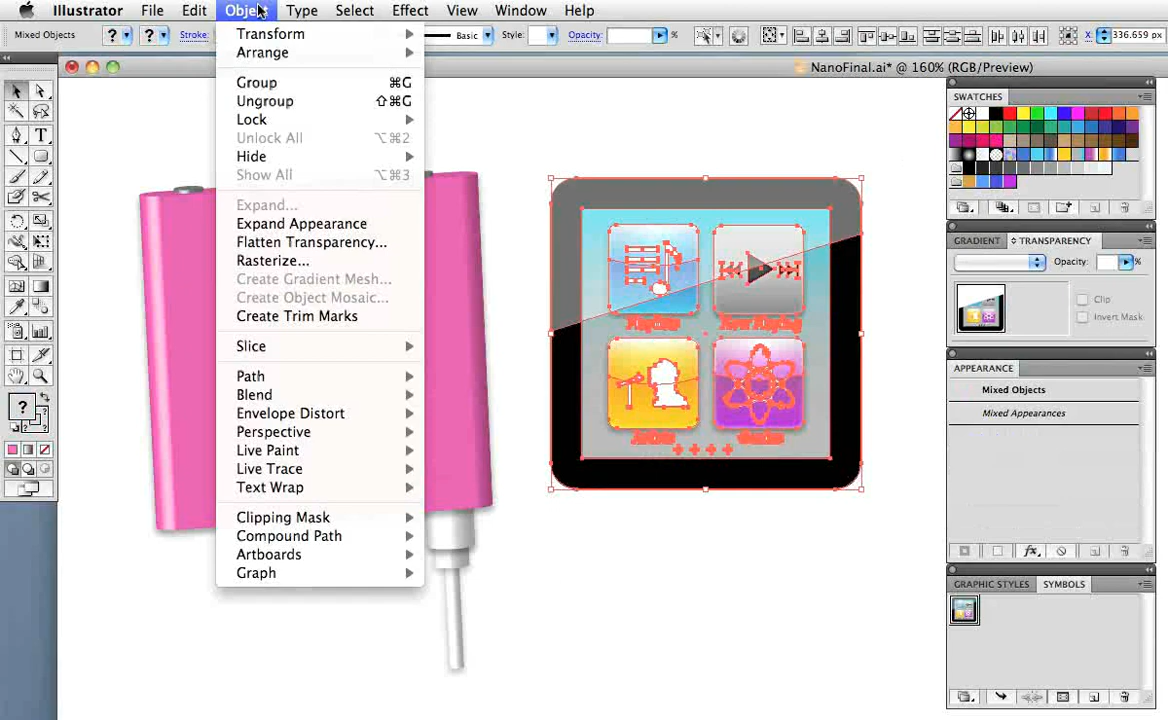 Illustrator File Edit Object Type Select Effect View Window Help
Mixed Objects ? ? Stroke: Basic Style: Opacity: % X: 336.659 px
NanoFinal.ai* @ 160% (RGB/Preview)
Transform
Arrange
Group ⌘G
Ungroup ⇧⌘G
Lock
Unlock All ⌥⌘2
Hide
Show All ⌥⌘3
Expand...
Expand Appearance
Flatten Transparency...
Rasterize...
Create Gradient Mesh...
Create Object Mosaic...
Create Trim Marks
Slice
Path
Blend
Envelope Distort
Perspective
Live Paint
Live Trace
Text Wrap
Clipping Mask
Compound Path
Artboards
Graph
?
SWATCHES
GRADIENT TRANSPARENCY
Opacity: %
Clip
Invert Mask
APPEARANCE
Mixed Objects
Mixed Appearances
fx
GRAPHIC STYLES SYMBOLS